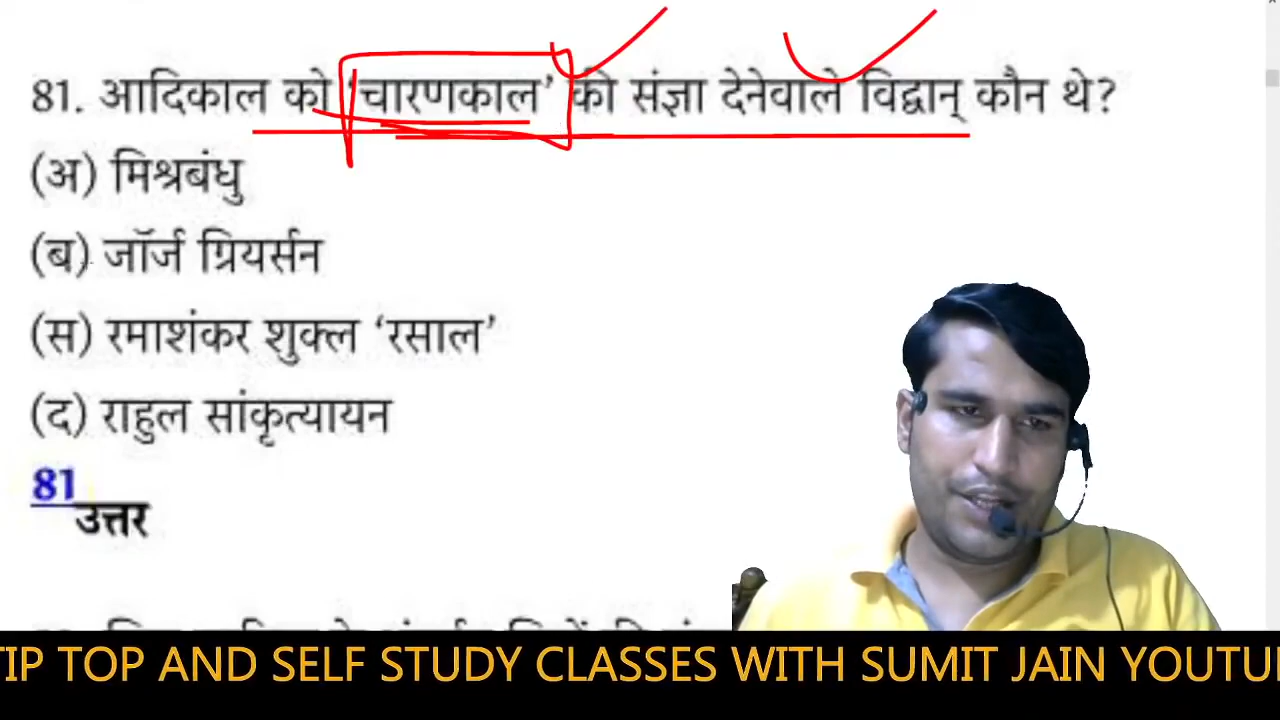 81. आदिकाल को 'चारणकाल' की संज्ञा देनेवाले विद्वान् कौन थे?
(अ) मिश्रबंधु
(ब) जॉर्ज ग्रियर्सन
(स) रमाशंकर शुक्ल 'रसाल'
(द) राहुल सांकृत्यायन
81
उत्तर
TIP TOP AND SELF STUDY CLASSES WITH SUMIT JAIN YOUTU